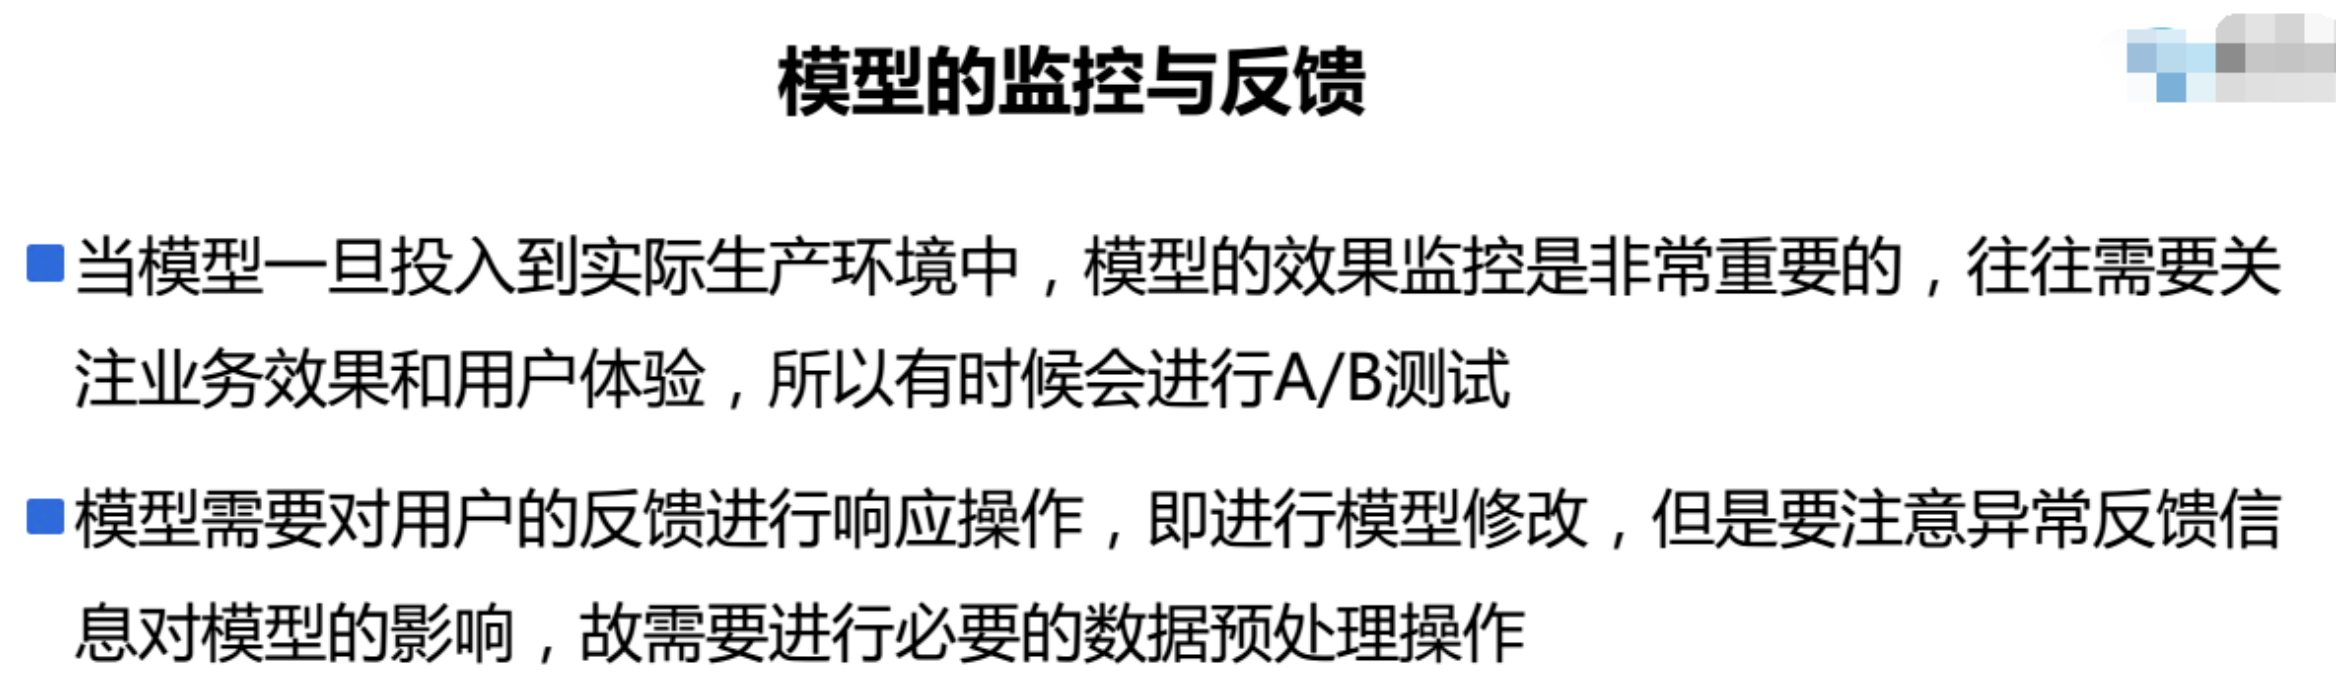 模型的监控与反馈
当模型一旦投入到实际生产环境中，模型的效果监控是非常重要的，往往需要关
注业务效果和用户体验，所以有时候会进行A/B测试
模型需要对用户的反馈进行响应操作，即进行模型修改，但是要注意异常反馈信
息对模型的影响，故需要进行必要的数据预处理操作